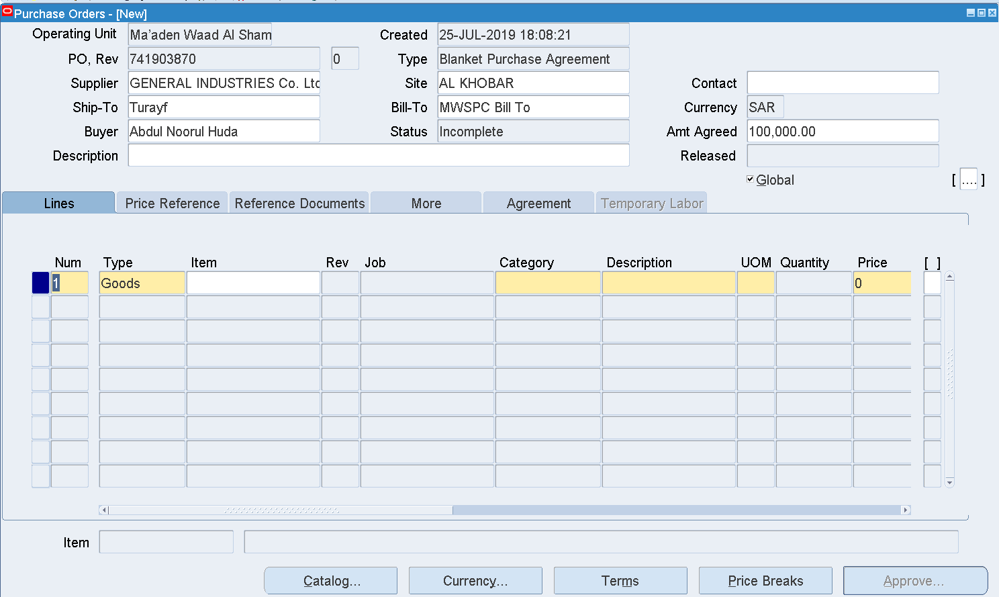 Purchase Orders - [New]
Operating Unit Ma'aden Waad Al Sham Created 25-JUL-2019 18:08:21
PO, Rev 741903870 0 Type Blanket Purchase Agreement
Supplier GENERAL INDUSTRIES Co. Ltd Site AL KHOBAR Contact
Ship-To Turayf Bill-To MWSPC Bill To Currency SAR
Buyer Abdul Noorul Huda Status Incomplete Amt Agreed 100,000.00
Description Released
Global [ .... ]
Lines Price Reference Reference Documents More Agreement Temporary Labor
Num Type Item Rev Job Category Description UOM Quantity Price [ ]
1 Goods 0
Item
Catalog... Currency... Terms Price Breaks Approve...